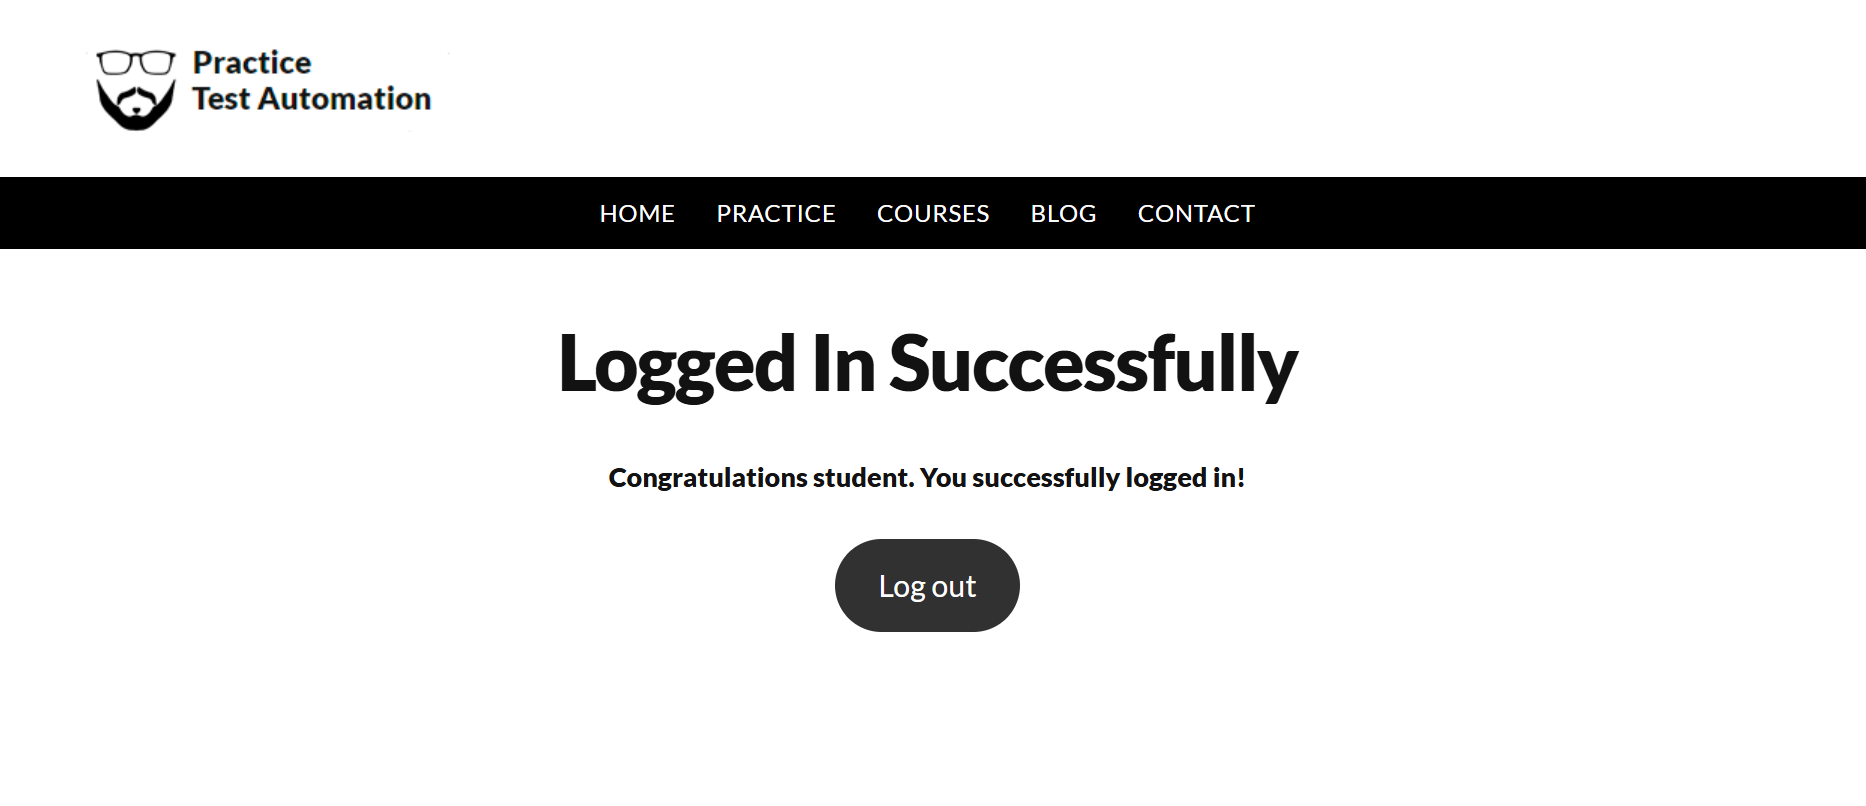 Practice
Test Automation
HOME PRACTICE COURSES BLOG CONTACT
Logged In Successfully
Congratulations student. You successfully logged in!
Log out